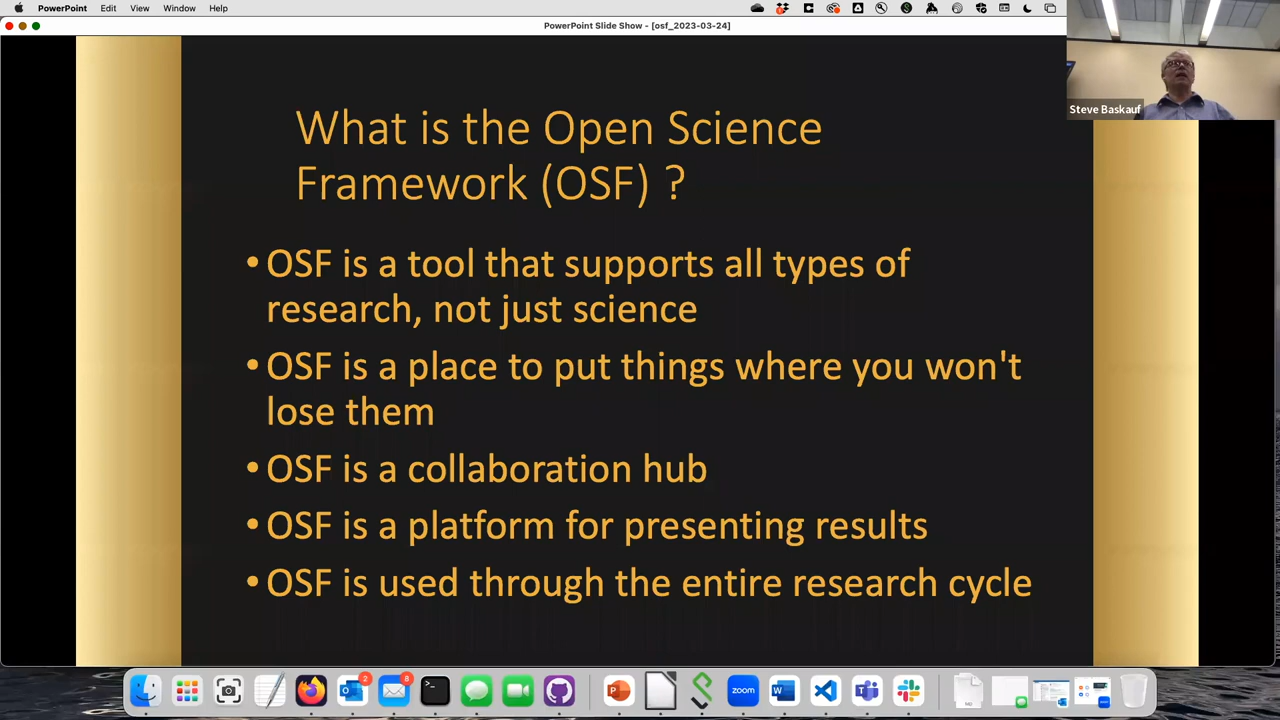 PowerPoint Edit View Window Help
PowerPoint Slide Show - [osf_2023-03-24]
Steve Baskauf
What is the Open Science
Framework (OSF) ?
•OSF is a tool that supports all types of
research, not just science
•OSF is a place to put things where you won't
lose them
•OSF is a collaboration hub
•OSF is a platform for presenting results
•OSF is used through the entire research cycle
2
8
zoom